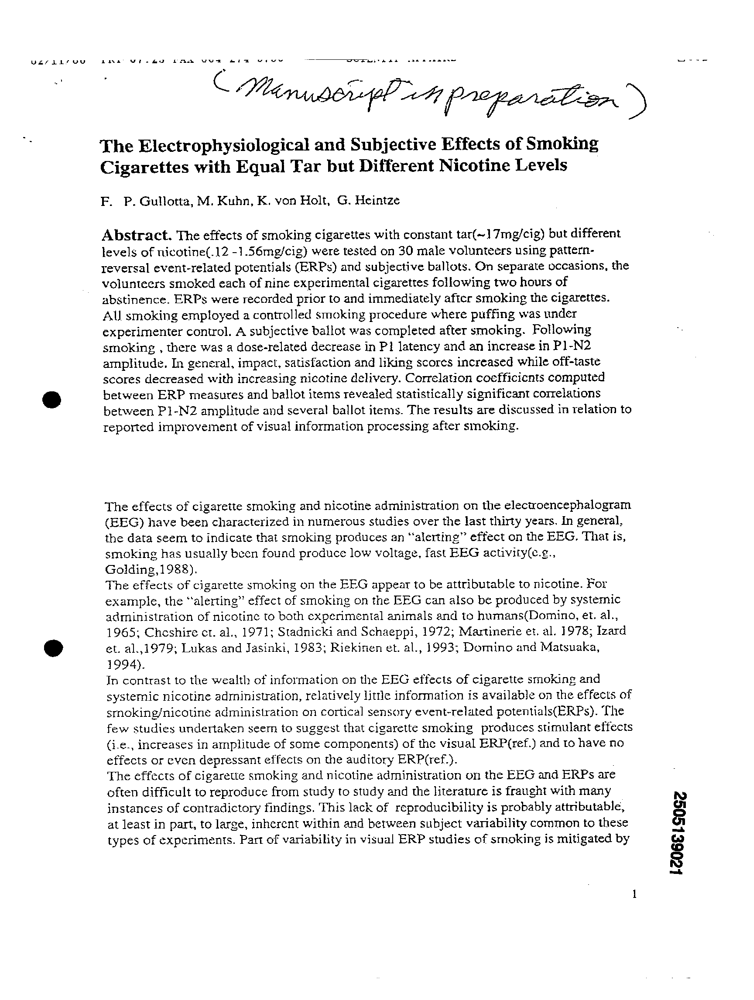 (Manuscript in preparation)
The Electrophysiological and Subjective Effects of Smoking
Cigarettes with Equal Tar but Different Nicotine Levels
F. P. Gullotta, M. Kuhn, K. von Holt, G. Heintze
Abstract. The effects of smoking cigarettes with constant tar(~17mg/cig) but different
levels of nicotine(.12 -1.56mg/cig) were tested on 30 male volunteers using pattern-
reversal event-related potentials (ERPs) and subjective ballots. On separate occasions, the
volunteers smoked each of nine experimental cigarettes following two hours of
abstinence. ERPs were recorded prior to and immediately after smoking the cigarettes.
All smoking employed a controlled smoking procedure where puffing was under
experimenter control. A subjective ballot was completed after smoking. Following
smoking , there was a dose-related decrease in P1 latency and an increase in P1-N2
amplitude. In general, impact, satisfaction and liking scores increased while off-taste
scores decreased with increasing nicotine delivery. Correlation coefficients computed
between ERP measures and ballot items revealed statistically significant correlations
between P1-N2 amplitude and several ballot items. The results are discussed in relation to
reported improvement of visual information processing after smoking.
The effects of cigarette smoking and nicotine administration on the electroencephalogram
(EEG) have been characterized in numerous studies over the last thirty years. In general,
the data seem to indicate that smoking produces an "alerting" effect on the EEG. That is,
smoking has usually been found produce low voltage, fast EEG activity(e.g.,
Golding,1988).
The effects of cigarette smoking on the EEG appear to be attributable to nicotine. For
example, the "alerting" effect of smoking on the EEG can also be produced by systemic
administration of nicotine to both experimental animals and to humans(Domino, et. al.,
1965; Cheshire et. al., 1971; Stadnicki and Schaeppi, 1972; Martinerie et. al. 1978; Izard
et. al.,1979; Lukas and Jasinki, 1983; Riekinen et. al., 1993; Domino and Matsuaka,
1994).
In contrast to the wealth of information on the EEG effects of cigarette smoking and
systemic nicotine administration, relatively little information is available on the effects of
smoking/nicotine administration on cortical sensory event-related potentials(ERPs). The
few studies undertaken seem to suggest that cigarette smoking produces stimulant effects
(i.e., increases in amplitude of some components) of the visual ERP(ref.) and to have no
effects or even depressant effects on the auditory ERP(ref.).
The effects of cigarette smoking and nicotine administration on the EEG and ERPs are
often difficult to reproduce from study to study and the literature is fraught with many
instances of contradictory findings. This lack of reproducibility is probably attributable,
at least in part, to large, inherent within and between subject variability common to these
types of experiments. Part of variability in visual ERP studies of smoking is mitigated by
2505139021
1